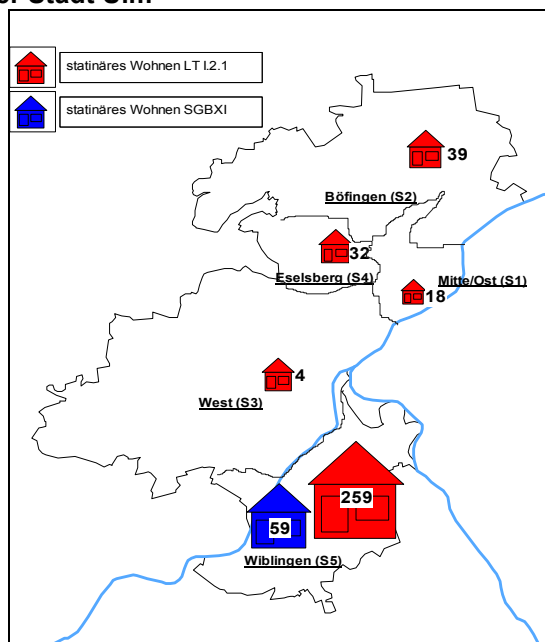 statinäres Wohnen LT I.2.1
statinäres Wohnen SGBXI
39
Böfingen (S2)
32
Eselsberg (S4)
Mitte/Ost (S1)
18
4
West (S3)
259
59
Wiblingen (S5)